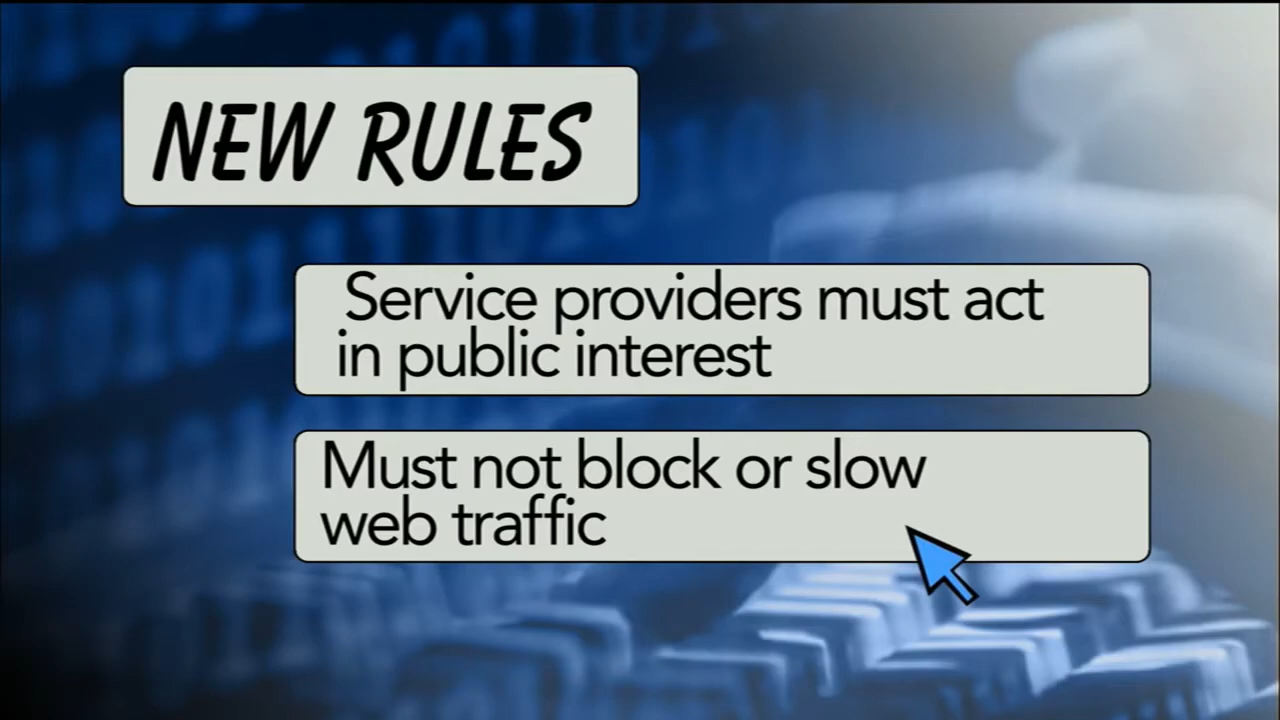 NEW RULES
Service providers must act
in public interest
Must not block or slow
web traffic